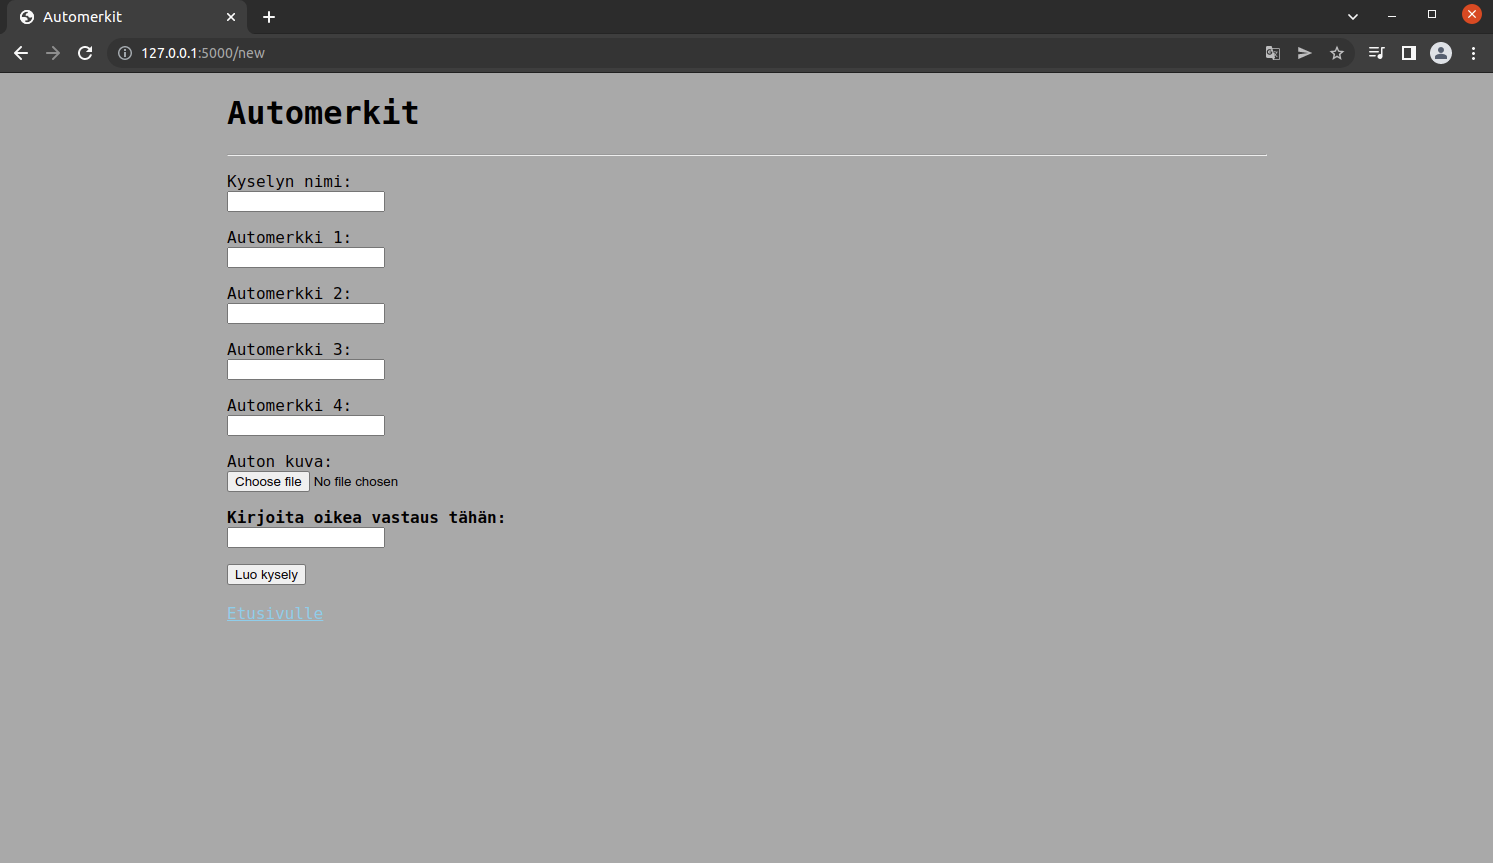 Automerkit
127.0.0.1:5000/new
Automerkit
Kyselyn nimi:
Automerkki 1:
Automerkki 2:
Automerkki 3:
Automerkki 4:
Auton kuva:
Choose file No file chosen
Kirjoita oikea vastaus tähän:
Luo kysely
Etusivulle